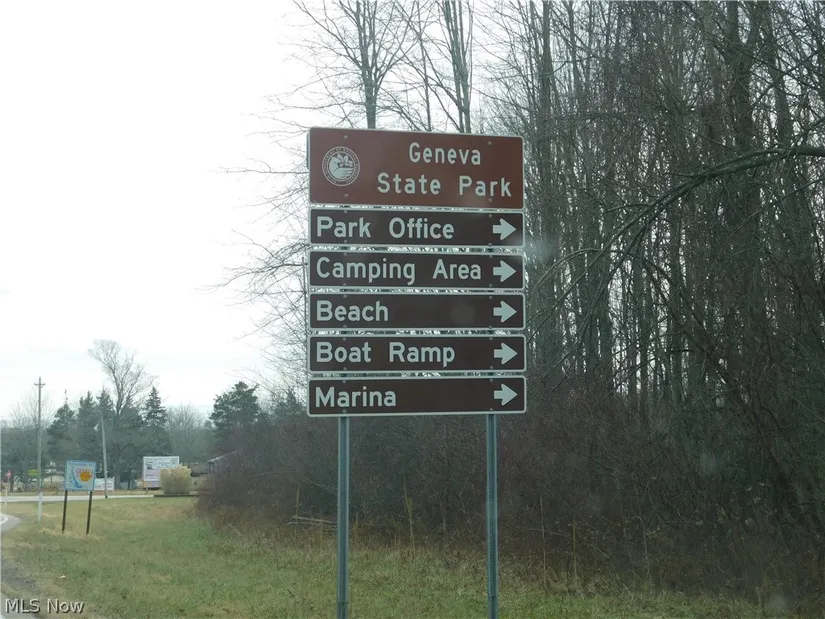 Geneva
State Park
Park Office
Camping Area
Beach
Boat Ramp
Marina
MLS Now